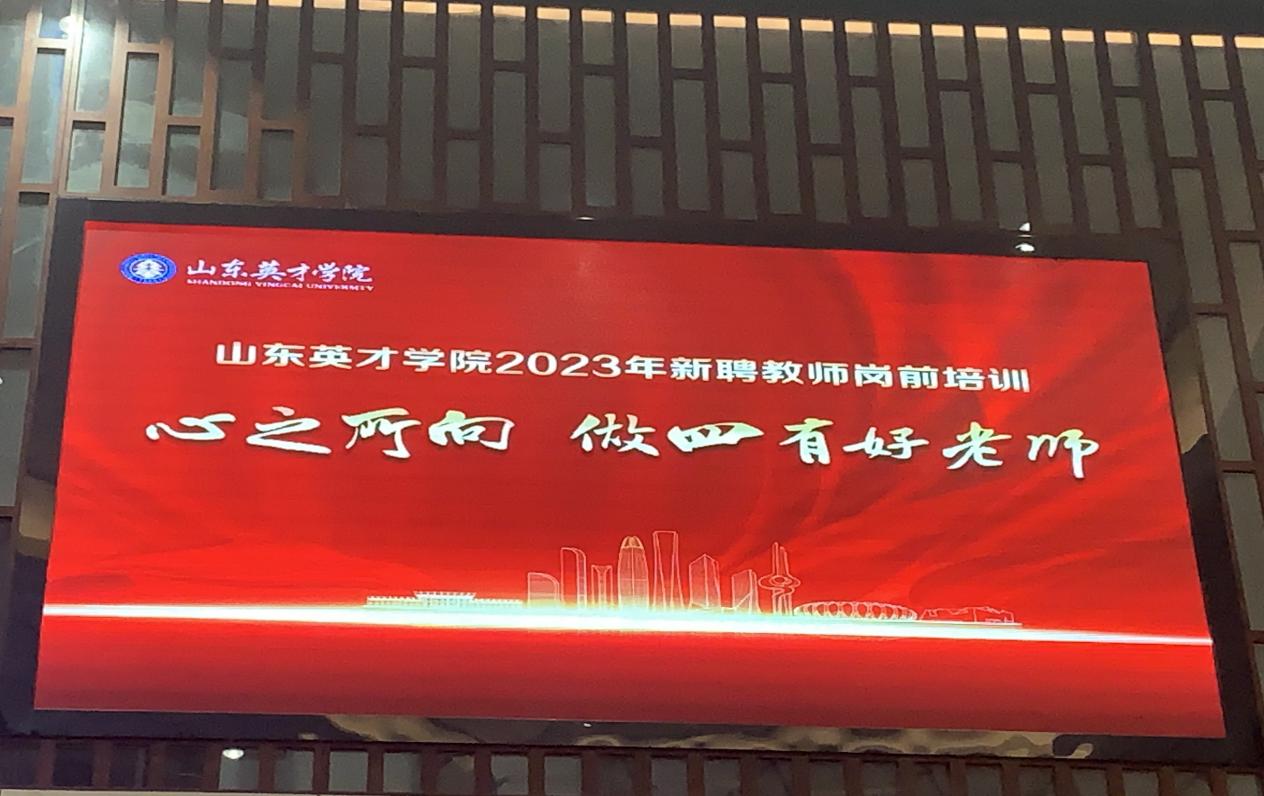 山东英才学院
SHANDONG YINGCAI UNIVERSITY
山东英才学院2023年新聘教师岗前培训
心之所向 做四有好老师